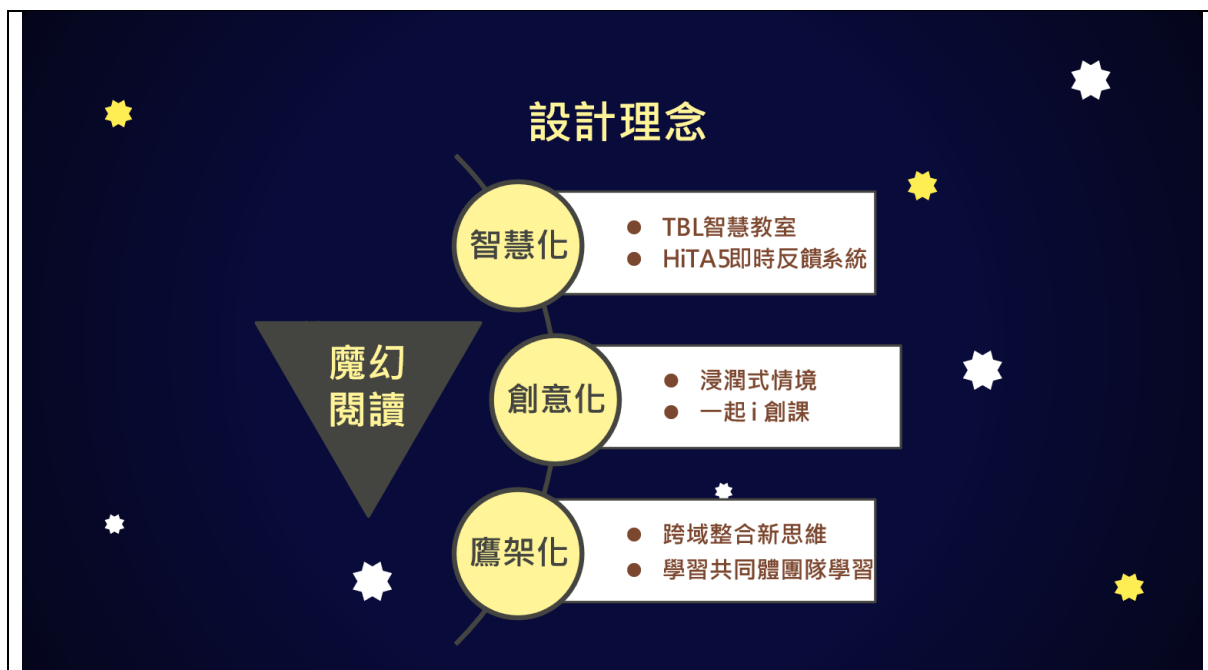 設計理念
魔幻
閱讀
智慧化
● TBL智慧教室
● HiTA5即時反饋系統
創意化
● 浸潤式情境
● 一起 i 創課
鷹架化
● 跨域整合新思維
● 學習共同體團隊學習